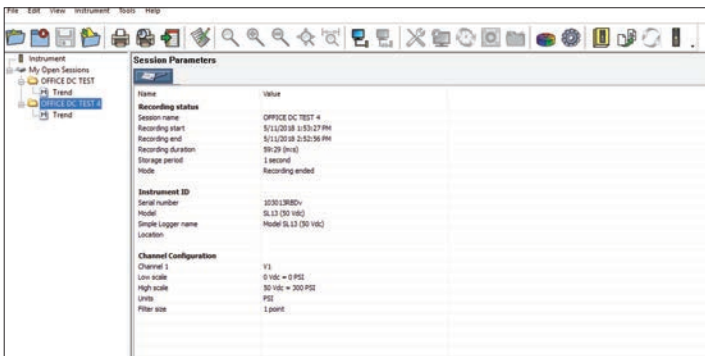 File Edit View Instrument Tools Help
Instrument
My Open Sessions
OFFICE DC TEST
Trend
OFFICE DC TEST 4
Trend
Session Parameters
Name Value
Recording status
Session name OFFICE DC TEST 4
Recording start 5/11/2018 1:53:27 PM
Recording end 5/11/2018 2:52:56 PM
Recording duration 59:29 (m:s)
Storage period 1 second
Mode Recording ended
Instrument ID
Serial number 103013RBDv
Model SL13 (50 Vdc)
Simple Logger name Model SL13 (50 Vdc)
Location
Channel Configuration
Channel 1 V1
Low scale 0 Vdc = 0 PSI
High scale 50 Vdc = 300 PSI
Units PSI
Filter size 1 point